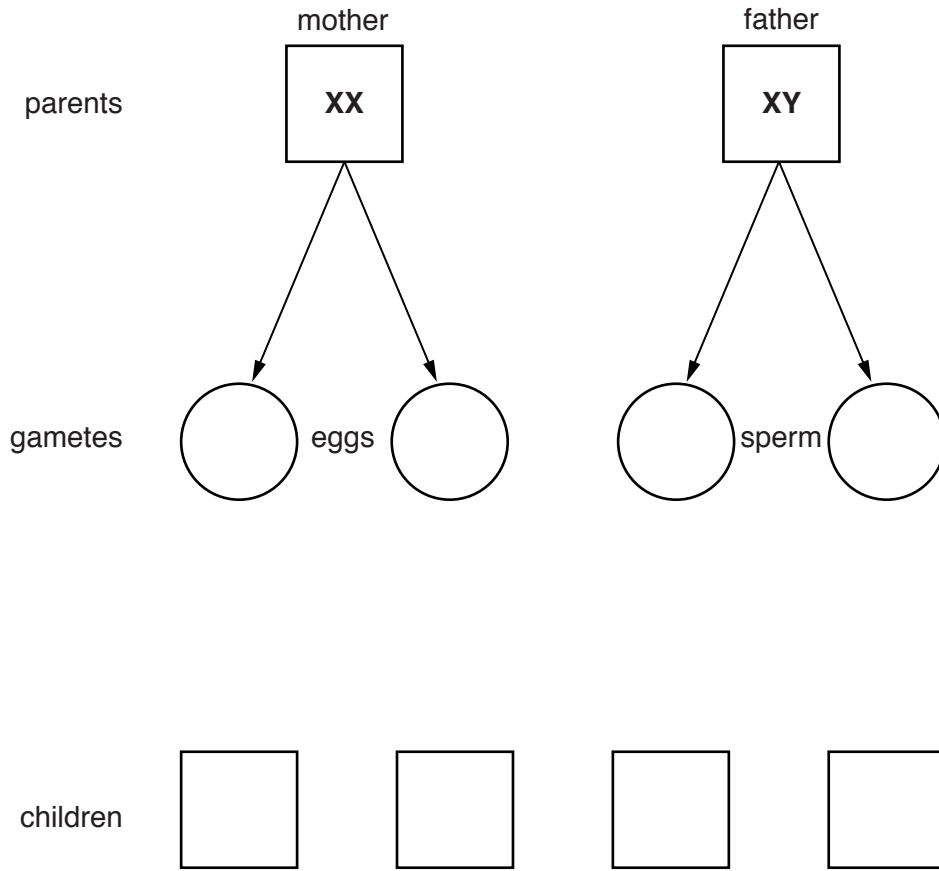 mother father
parents XX XY
gametes eggs sperm
children